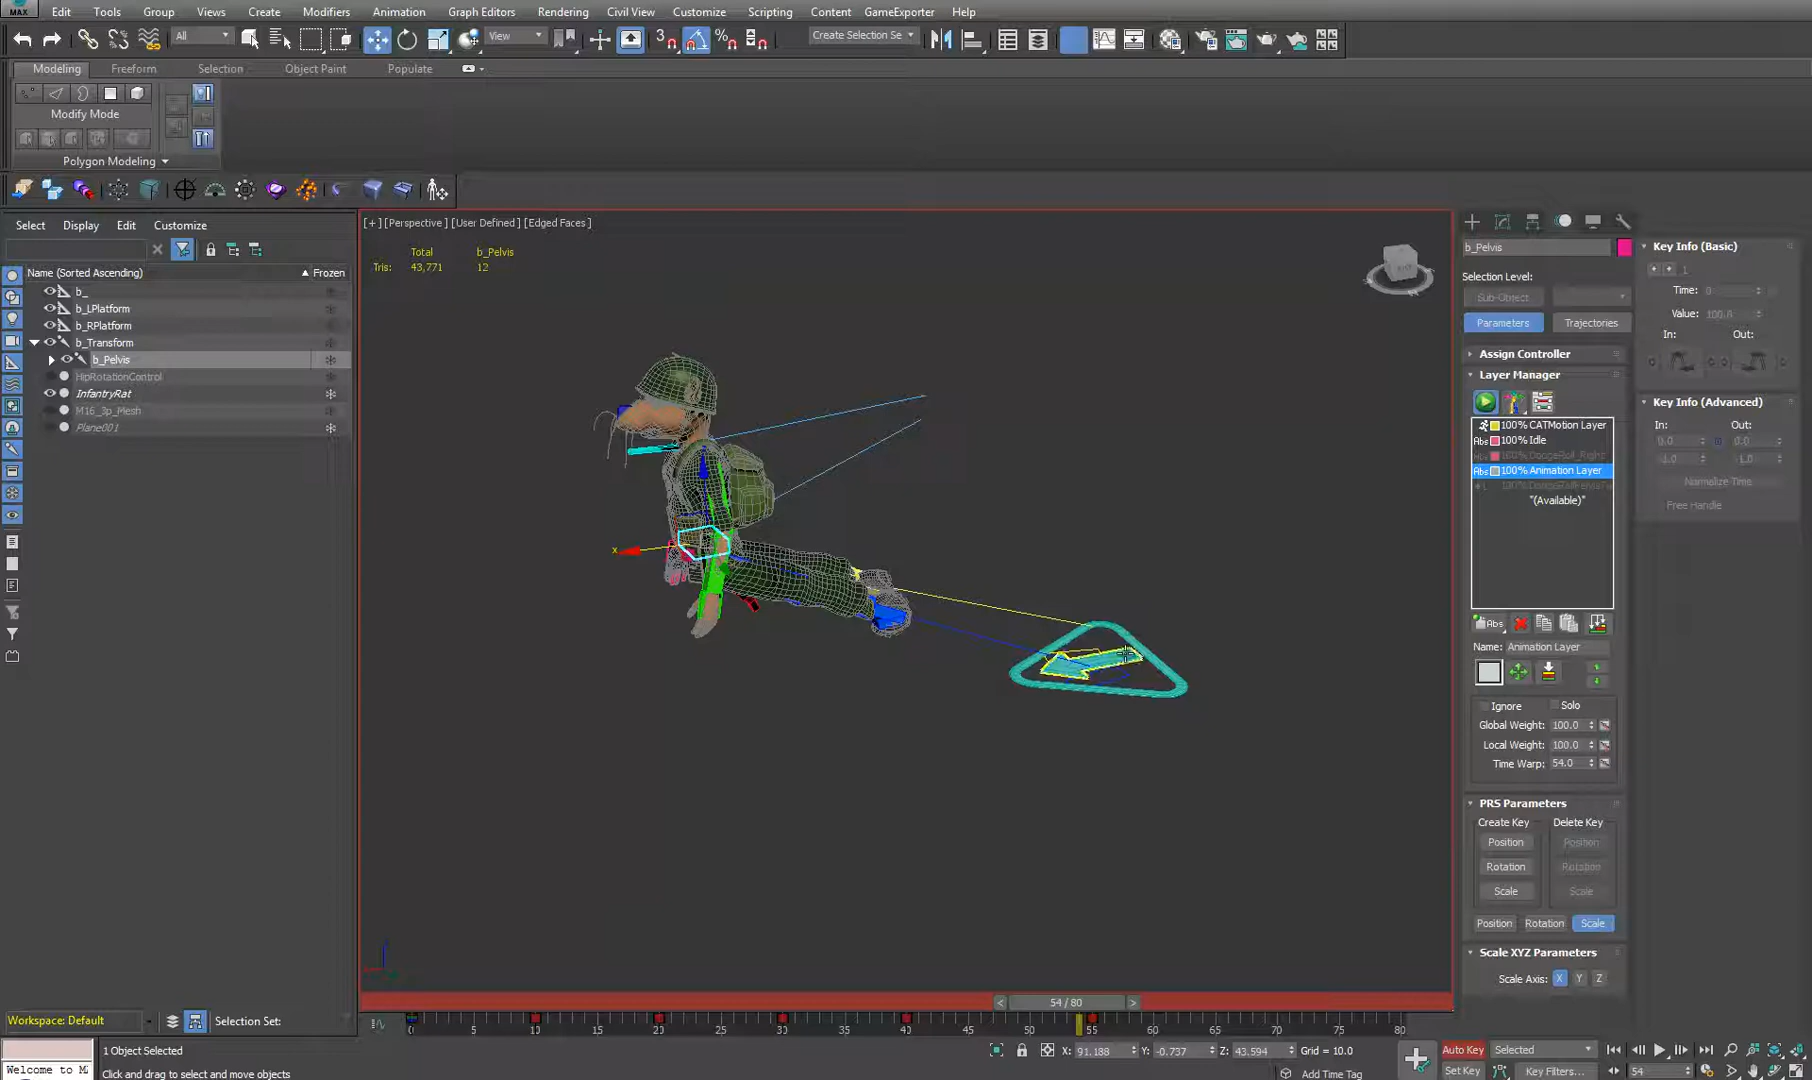 MAX Edit Tools Group Views Create Modifiers Animation Graph Editors Rendering Civil View Customize Scripting Content GameExporter Help
All View 3 Create Selection Se
Modeling Freeform Selection Object Paint Populate
Modify Mode
Polygon Modeling
Select Display Edit Customize
Name (Sorted Ascending) Frozen
b_
b_LPlatform
b_RPlatform
b_Transform
b_Pelvis
HipRotationControl
InfantryRat
M16_3p_Mesh
Plane001
[+] [Perspective] [User Defined] [Edged Faces]
Total b_Pelvis
Tris: 43,771 12
x
b_Pelvis
Selection Level:
Sub-Object
Parameters Trajectories
Assign Controller
Layer Manager
100% CATMotion Layer
Abs 100% Idle
Abs 100% Animation Layer
"(Available)"
Abs
Name: Animation Layer
Ignore Solo
Global Weight: 100.0
Local Weight: 100.0
Time Warp: 54.0
PRS Parameters
Create Key Delete Key
Position Position
Rotation Rotation
Scale Scale
Position Rotation Scale
Scale XYZ Parameters
Scale Axis: X Y Z
Key Info (Basic)
1
Time: 0
Value: 100.0
In: Out:
Key Info (Advanced)
In: Out:
0.0 0.0
-1.0 -1.0
Normalize Time
Free Handle
< 54 / 80 >
0 5 10 15 20 25 30 35 40 45 50 55 60 65 70 75 80
Workspace: Default Selection Set:
1 Object Selected
Welcome to M
Click and drag to select and move objects
X: 91.188 Y: -0.737 Z: 43.594 Grid = 10.0
Add Time Tag
Auto Key Selected
Set Key Key Filters... 54